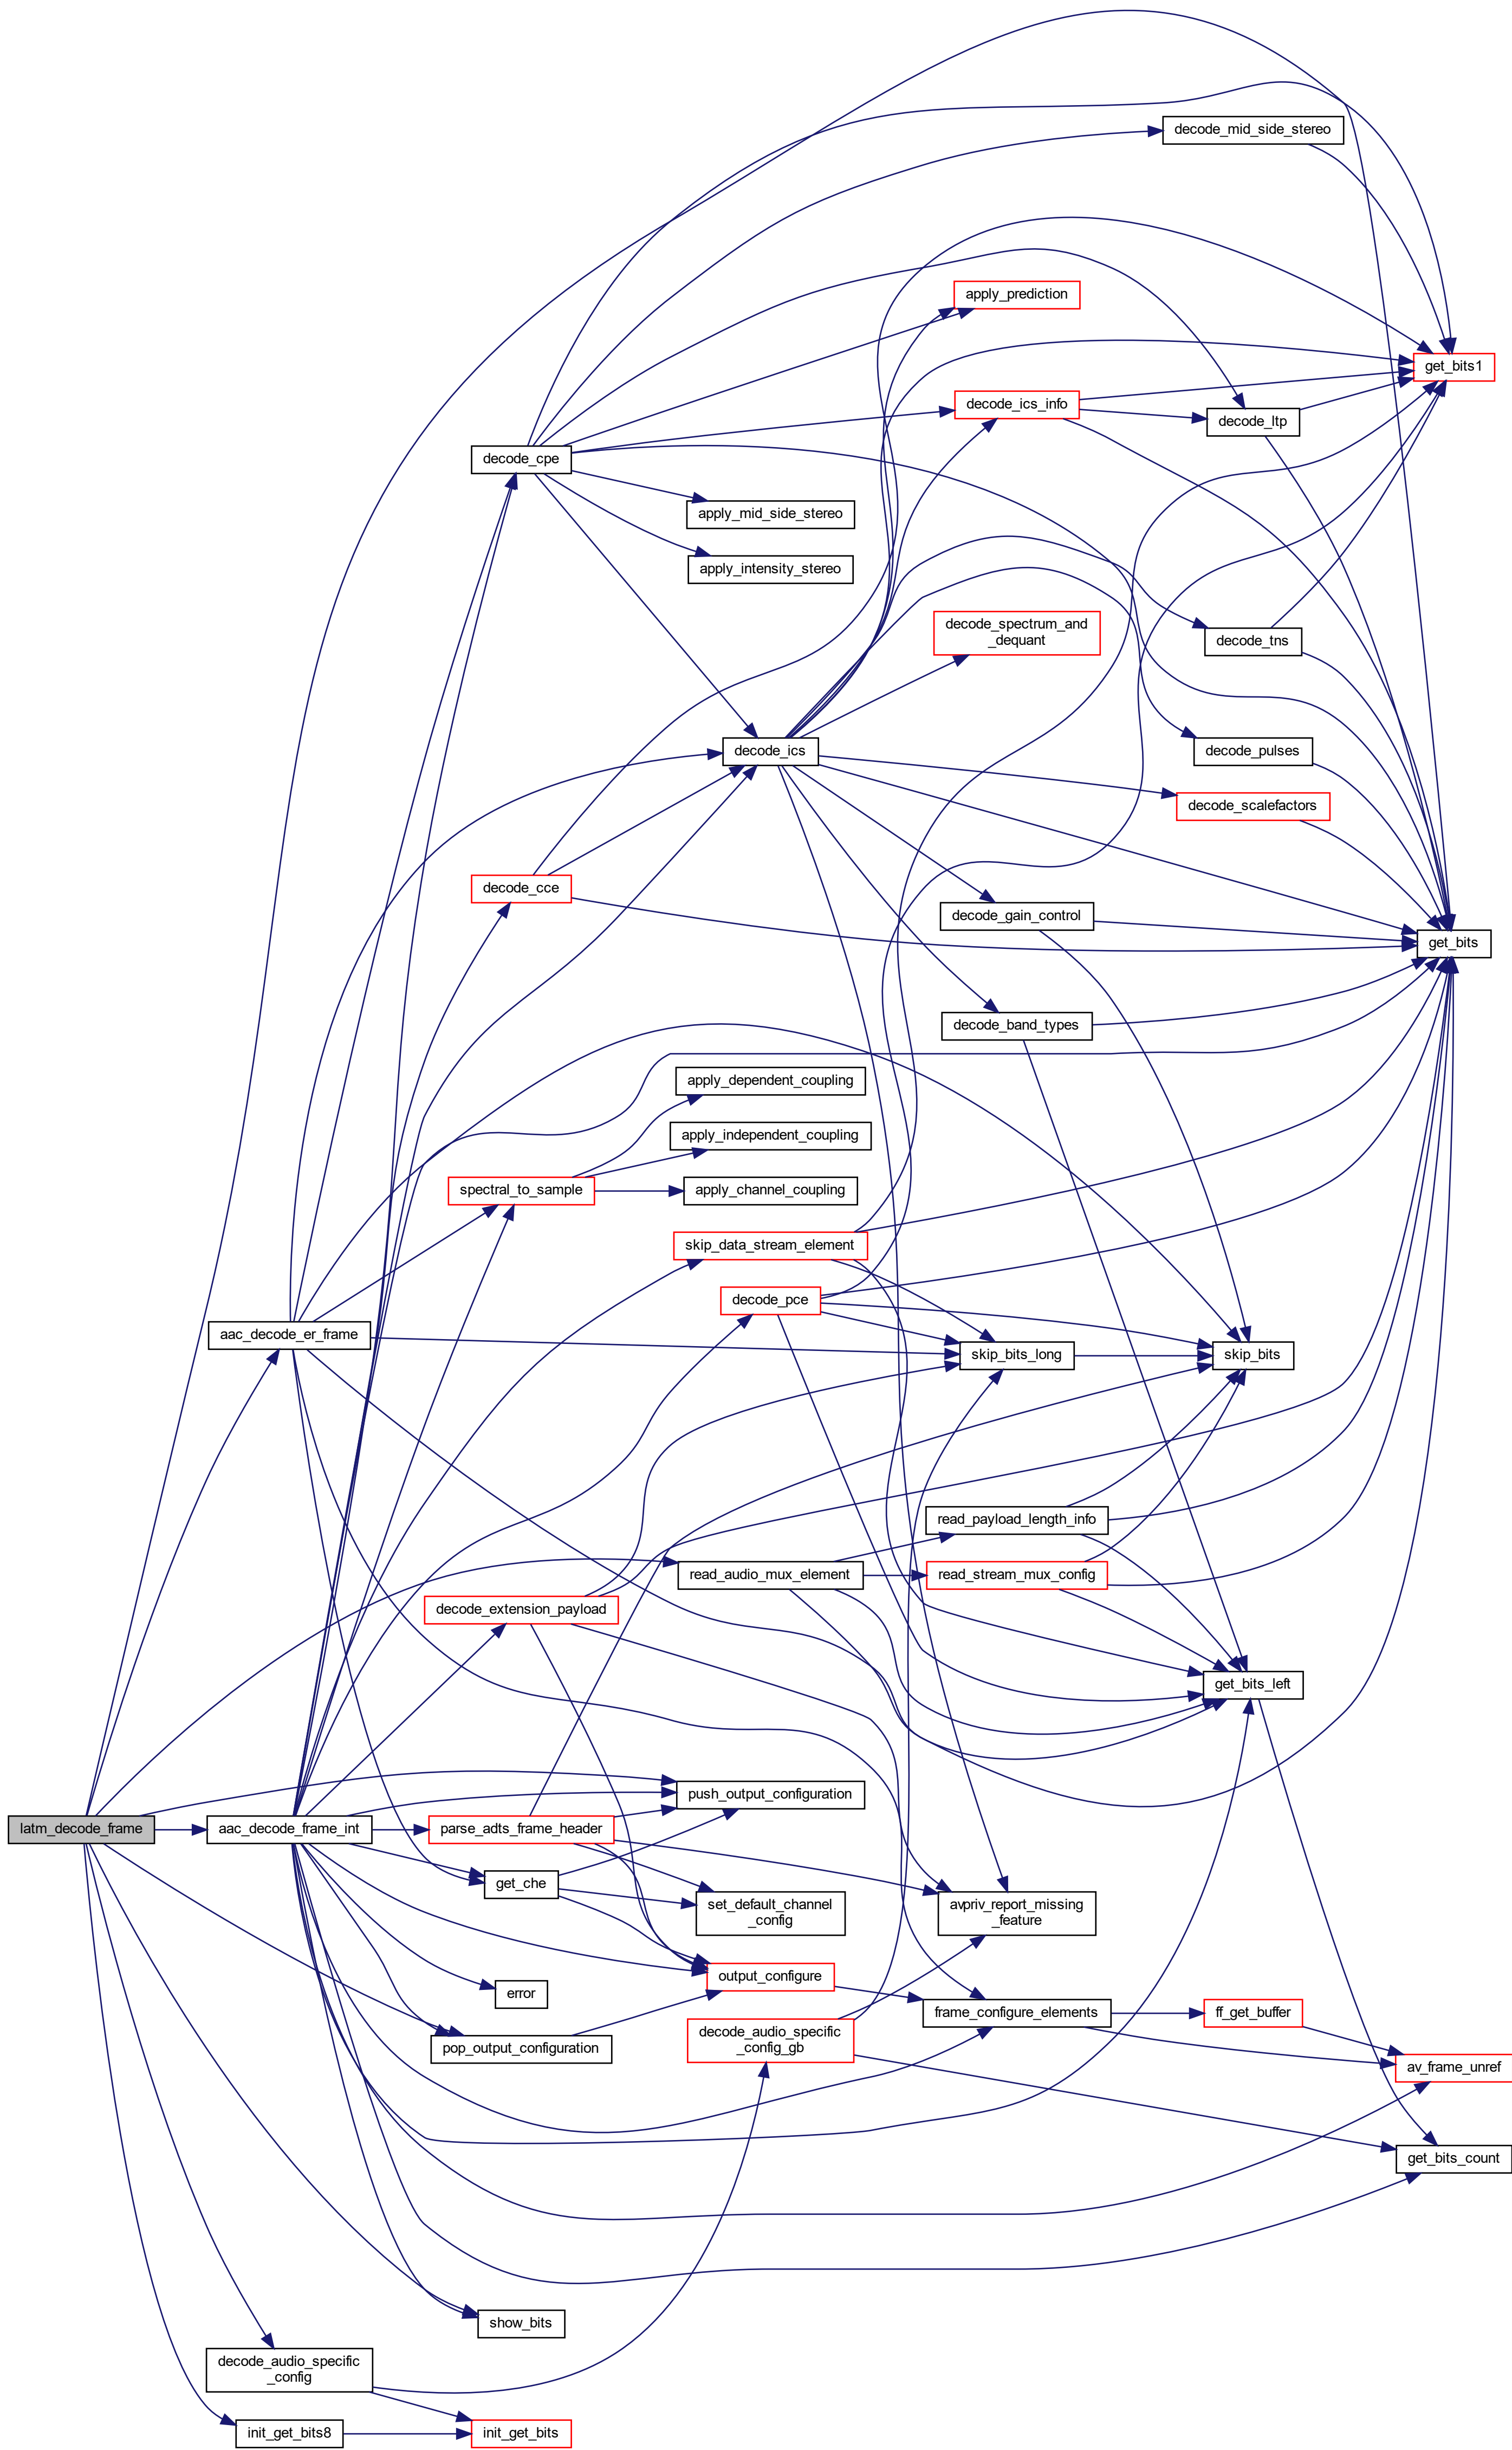 decode_mid_side_stereo
apply_prediction
get_bits1
decode_ics_info
decode_ltp
decode_cpe
apply_mid_side_stereo
apply_intensity_stereo
decode_spectrum_and
_dequant
decode_tns
decode_ics
decode_pulses
decode_scalefactors
decode_cce
decode_gain_control
get_bits
decode_band_types
apply_dependent_coupling
apply_independent_coupling
spectral_to_sample
apply_channel_coupling
skip_data_stream_element
decode_pce
aac_decode_er_frame
skip_bits_long
skip_bits
read_payload_length_info
read_audio_mux_element
read_stream_mux_config
decode_extension_payload
get_bits_left
push_output_configuration
latm_decode_frame
aac_decode_frame_int
parse_adts_frame_header
get_che
set_default_channel
_config
avpriv_report_missing
_feature
output_configure
error
frame_configure_elements
ff_get_buffer
decode_audio_specific
_config_gb
pop_output_configuration
av_frame_unref
get_bits_count
show_bits
decode_audio_specific
_config
init_get_bits8
init_get_bits